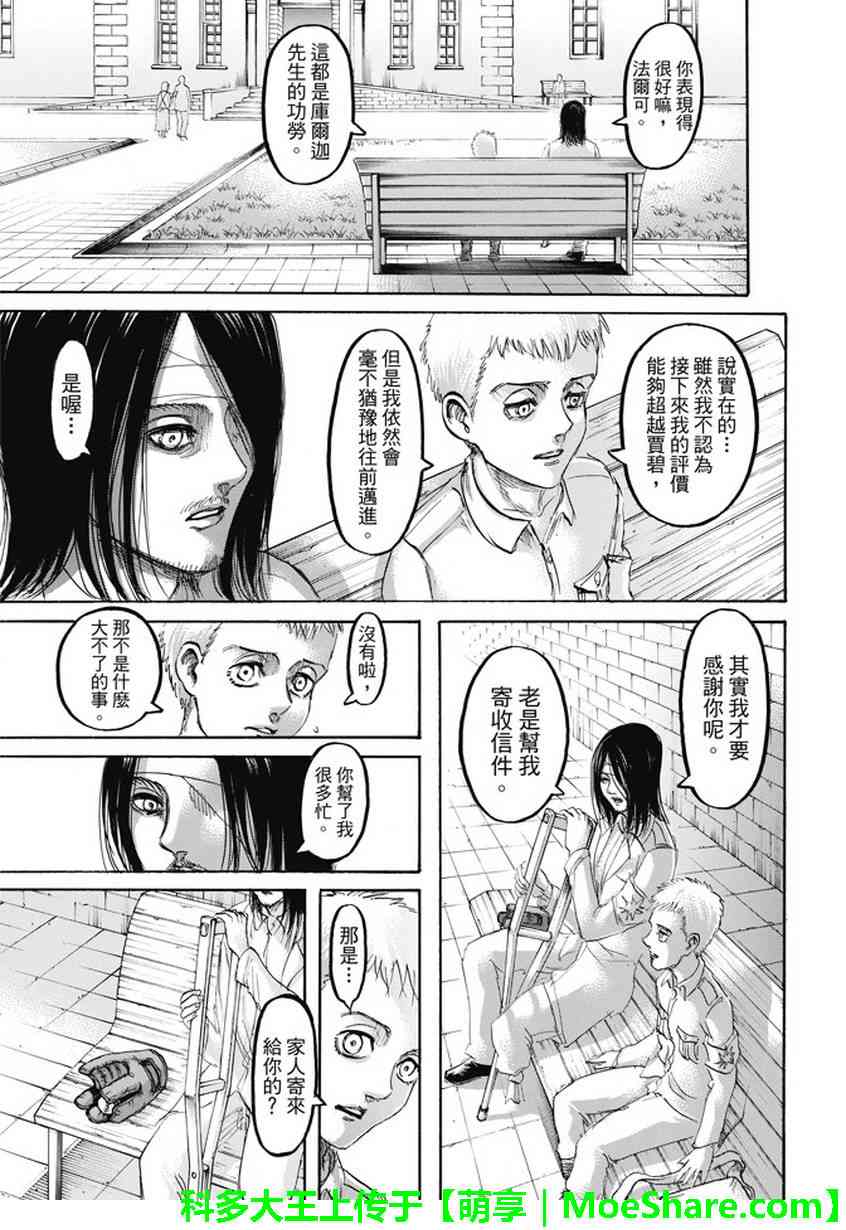 你表現得
很好嘛，
法爾可。
這都是庫爾迦
先生的功勞。
說實在的…
雖然我不認為
接下來我的評價
能夠超越賈碧，
但是我依然會
毫不猶豫地往前邁進。
是喔…
其實我才要
感謝你呢。
老是幫我
寄收信件。
沒有啦，
那不是什麼
大不了的事。
你幫了我
很多忙。
那是…
家人寄來
給你的？
科多大王上传于【萌享｜MoeShare.com】